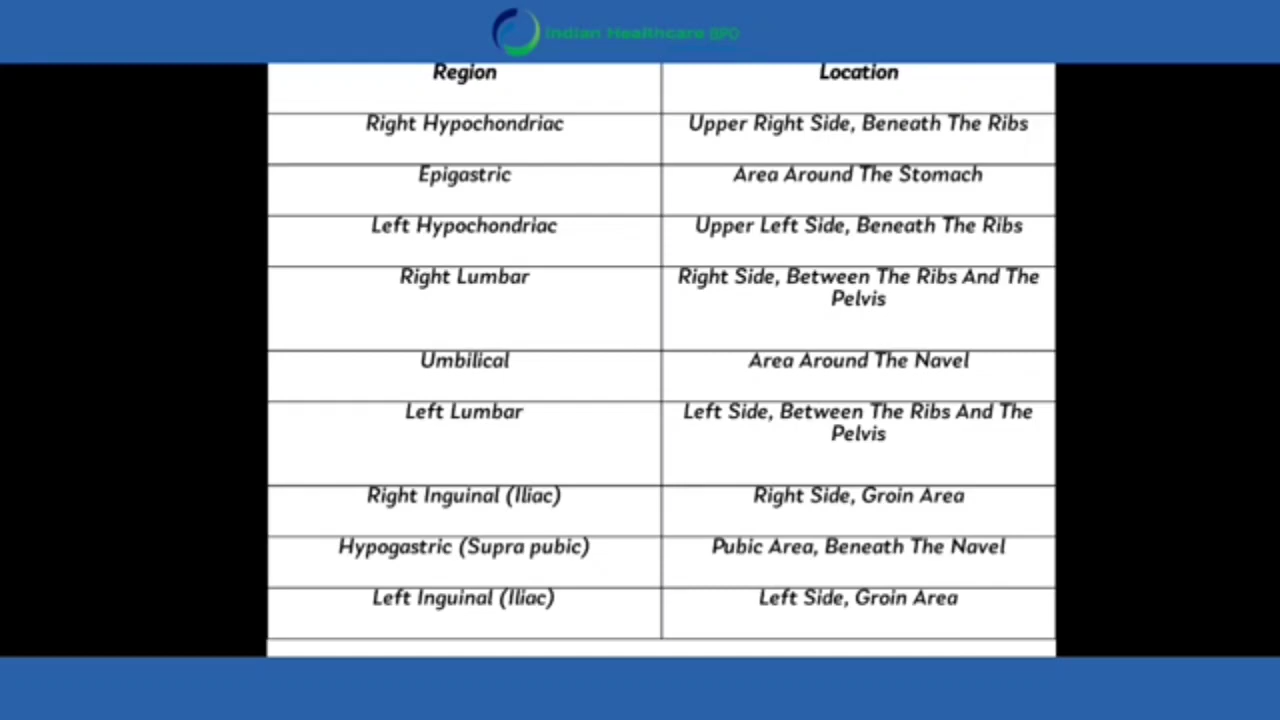 Indian Healthcare BPO
Region Location
Right Hypochondriac Upper Right Side, Beneath The Ribs
Epigastric Area Around The Stomach
Left Hypochondriac Upper Left Side, Beneath The Ribs
Right Lumbar Right Side, Between The Ribs And The
Pelvis
Umbilical Area Around The Navel
Left Lumbar Left Side, Between The Ribs And The
Pelvis
Right Inguinal (Iliac) Right Side, Groin Area
Hypogastric (Supra pubic) Pubic Area, Beneath The Navel
Left Inguinal (Iliac) Left Side, Groin Area